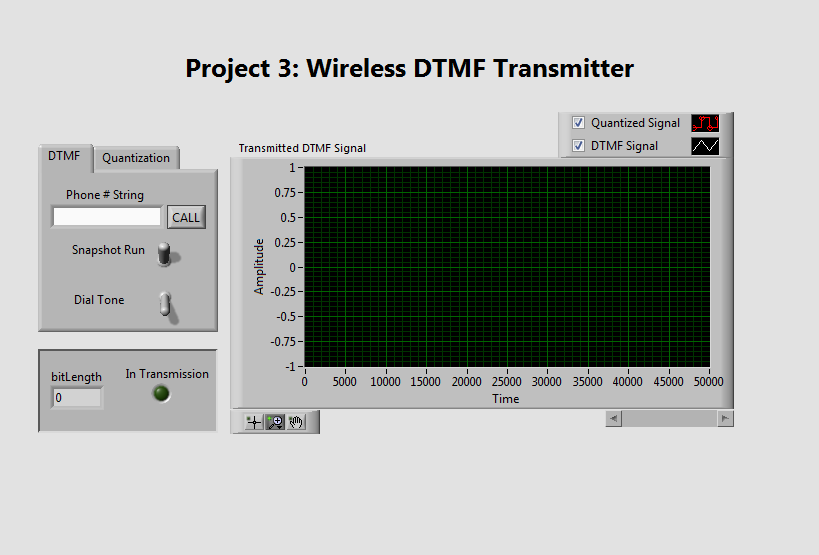 Project 3: Wireless DTMF Transmitter
Quantized Signal
DTMF Signal
Transmitted DTMF Signal
DTMF
Quantization
Phone # String
CALL
Snapshot Run
Dial Tone
bitLength
0
In Transmission
Amplitude
1
0.75
0.5
0.25
0
-0.25
-0.5
-0.75
-1
0 5000 10000 15000 20000 25000 30000 35000 40000 45000 50000
Time